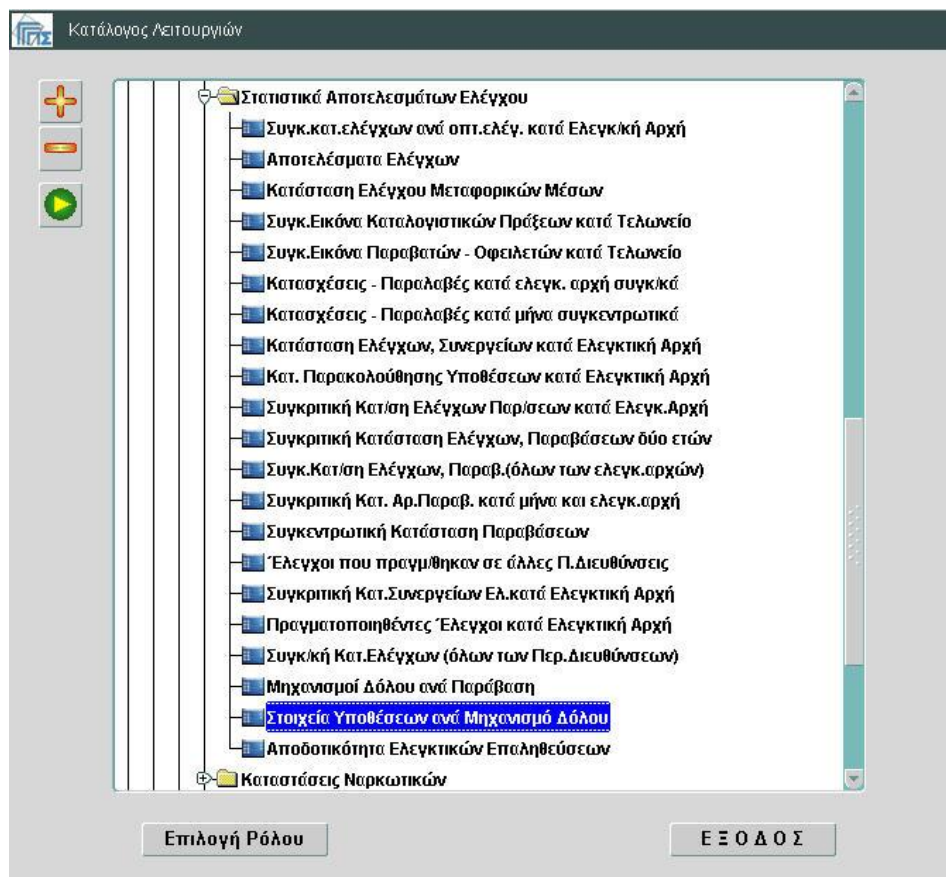 ΓΓΠΣ Κατάλογος Λειτουργιών
Στατιστικά Αποτελεσμάτων Ελέγχου
Συγκ.κατ.ελέγχων ανά οπτ.ελέγ. κατά Ελεγκ/κή Αρχή
Αποτελέσματα Ελέγχων
Κατάσταση Ελέγχου Μεταφορικών Μέσων
Συγκ.Εικόνα Καταλογιστικών Πράξεων κατά Τελωνείο
Συγκ.Εικόνα Παραβατών - Οφειλετών κατά Τελωνείο
Κατασχέσεις - Παραλαβές κατά ελεγκ. αρχή συγκ/κά
Κατασχέσεις - Παραλαβές κατά μήνα συγκεντρωτικά
Κατάσταση Ελέγχων, Συνεργείων κατά Ελεγκτική Αρχή
Κατ. Παρακολούθησης Υποθέσεων κατά Ελεγκτική Αρχή
Συγκριτική Κατ/ση Ελέγχων Παρ/σεων κατά Ελεγκ.Αρχή
Συγκριτική Κατάσταση Ελέγχων, Παραβάσεων δύο ετών
Συγκ.Κατ/ση Ελέγχων, Παραβ.(όλων των ελεγκ.αρχών)
Συγκριτική Κατ. Αρ.Παραβ. κατά μήνα και ελεγκ.αρχή
Συγκεντρωτική Κατάσταση Παραβάσεων
Έλεγχοι που πραγμ/θηκαν σε άλλες Π.Διευθύνσεις
Συγκριτική Κατ.Συνεργείων Ελ.κατά Ελεγκτική Αρχή
Πραγματοποιηθέντες Έλεγχοι κατά Ελεγκτική Αρχή
Συγκ/κή Κατ.Ελέγχων (όλων των Περ.Διευθύνσεων)
Μηχανισμοί Δόλου ανά Παράβαση
Στοιχεία Υποθέσεων ανά Μηχανισμό Δόλου
Αποδοτικότητα Ελεγκτικών Επαληθεύσεων
Καταστάσεις Ναρκωτικών
Επιλογή Ρόλου
Ε Ξ Ο Δ Ο Σ